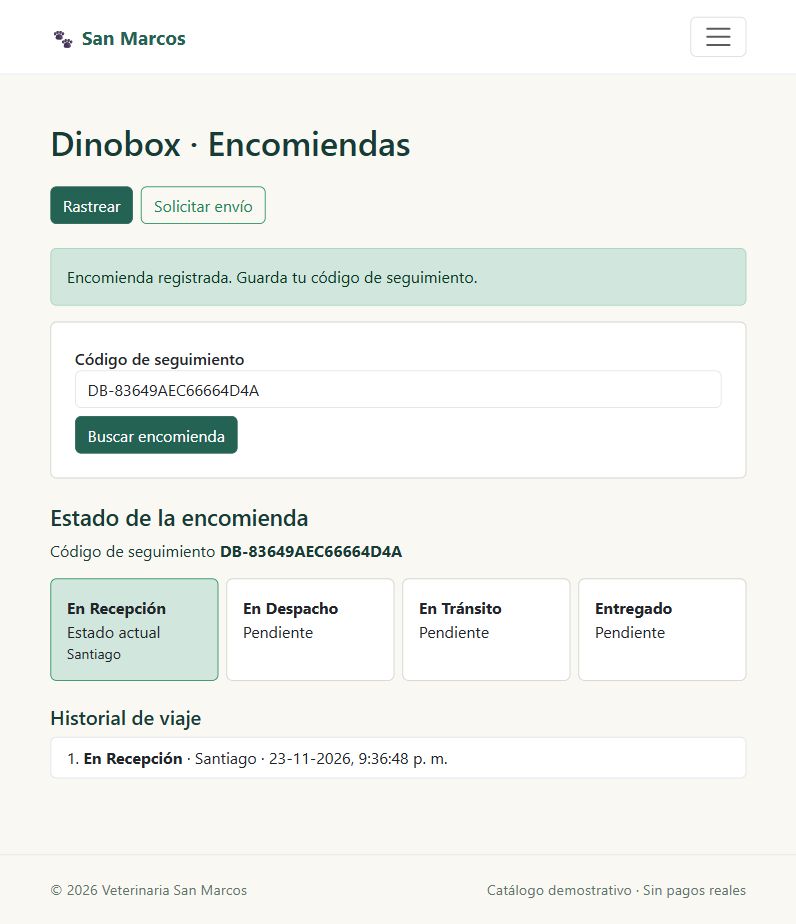 San Marcos
Dinobox · Encomiendas
Rastrear
Solicitar envío
Encomienda registrada. Guarda tu código de seguimiento.
Código de seguimiento
DB-83649AEC66664D4A
Buscar encomienda
Estado de la encomienda
Código de seguimiento DB-83649AEC66664D4A
En Recepción
Estado actual
Santiago
En Despacho
Pendiente
En Tránsito
Pendiente
Entregado
Pendiente
Historial de viaje
1. En Recepción · Santiago · 23-11-2026, 9:36:48 p. m.
© 2026 Veterinaria San Marcos
Catálogo demostrativo · Sin pagos reales